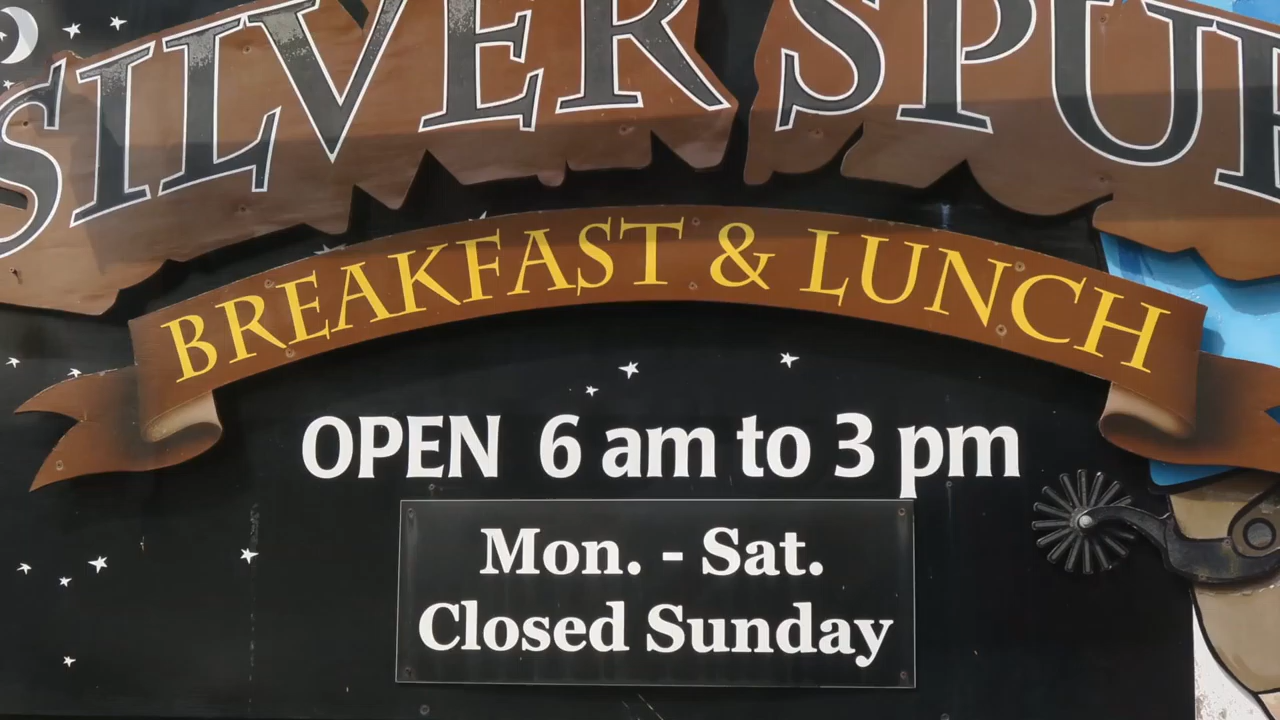 SILVER SPUR
BREAKFAST & LUNCH
OPEN 6 am to 3 pm
Mon. - Sat.
Closed Sunday